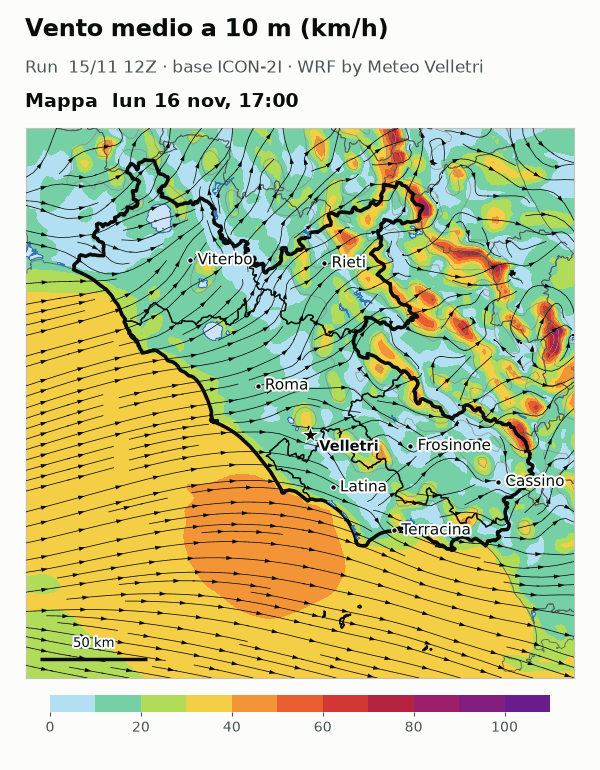 Vento medio a 10 m (km/h)
Run 15/11 12Z · base ICON-2I · WRF by Meteo Velletri
Mappa lun 16 nov, 17:00
Viterbo
Rieti
Roma
Velletri
Frosinone
Cassino
Latina
Terracina
50 km
0 20 40 60 80 100